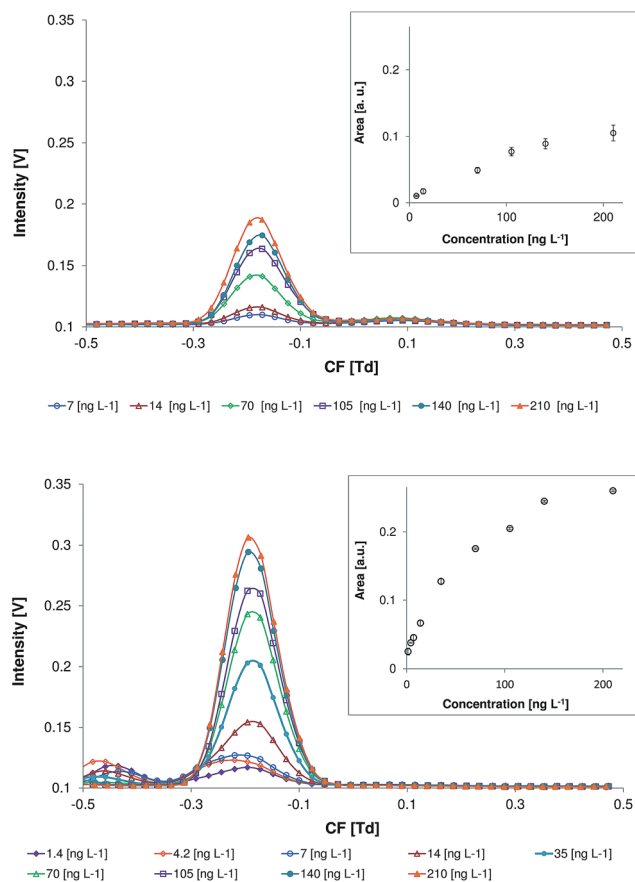 0.35
0.3
0.25
0.2
0.15
0.1
Intensity [V]
-0.5
-0.3
-0.1
0.1
0.3
0.5
CF [Td]
0.2
0.1
0
Area [a. u.]
0
100
200
Concentration [ng L-1]
7 [ng L-1]
14 [ng L-1]
70 [ng L-1]
105 [ng L-1]
140 [ng L-1]
210 [ng L-1]
0.35
0.3
0.25
0.2
0.15
0.1
Intensity [V]
-0.5
-0.3
-0.1
0.1
0.3
0.5
CF [Td]
0.2
0.1
0
Area [a.u.]
0
100
200
Concentration [ng L-1]
1.4 [ng L-1]
4.2 [ng L-1]
7 [ng L-1]
14 [ng L-1]
35 [ng L-1]
70 [ng L-1]
105 [ng L-1]
140 [ng L-1]
210 [ng L-1]